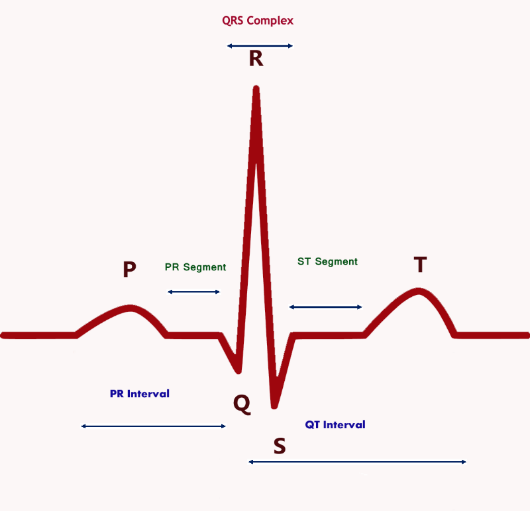 QRS Complex
R
P
PR Segment
ST Segment
T
PR Interval
Q
QT Interval
S